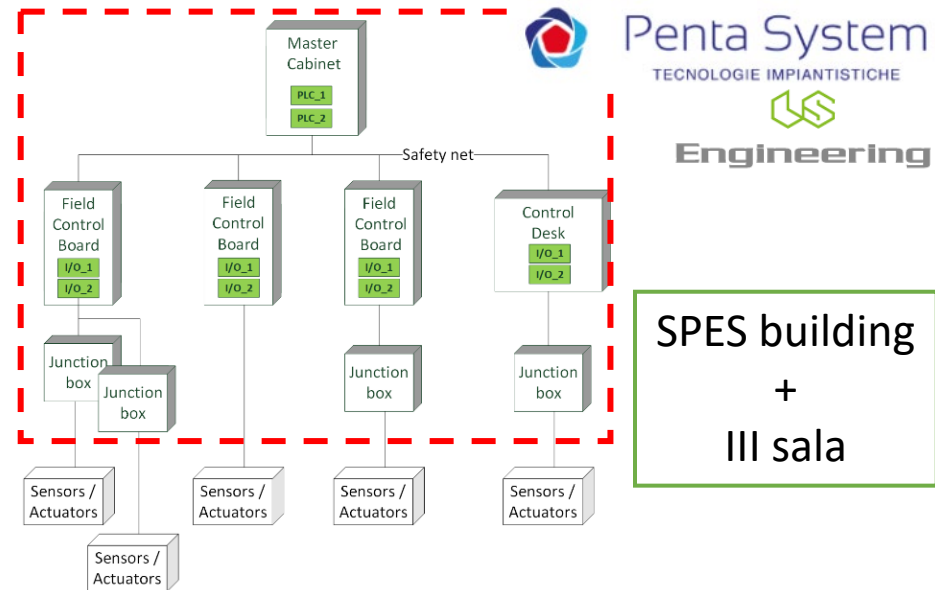 Penta System
TECNOLOGIE IMPIANTISTICHE
Engineering
Master
Cabinet
PLC_1
PLC_2
Safety net
Field
Control
Board
I/O_1
I/O_2
Field
Control
Board
I/O_1
I/O_2
Field
Control
Board
I/O_1
I/O_2
Control
Desk
I/O_1
I/O_2
Junction
box
Junction
box
Junction
box
Junction
box
Sensors /
Actuators
Sensors /
Actuators
Sensors /
Actuators
Sensors /
Actuators
Sensors /
Actuators
SPES building
+
III sala